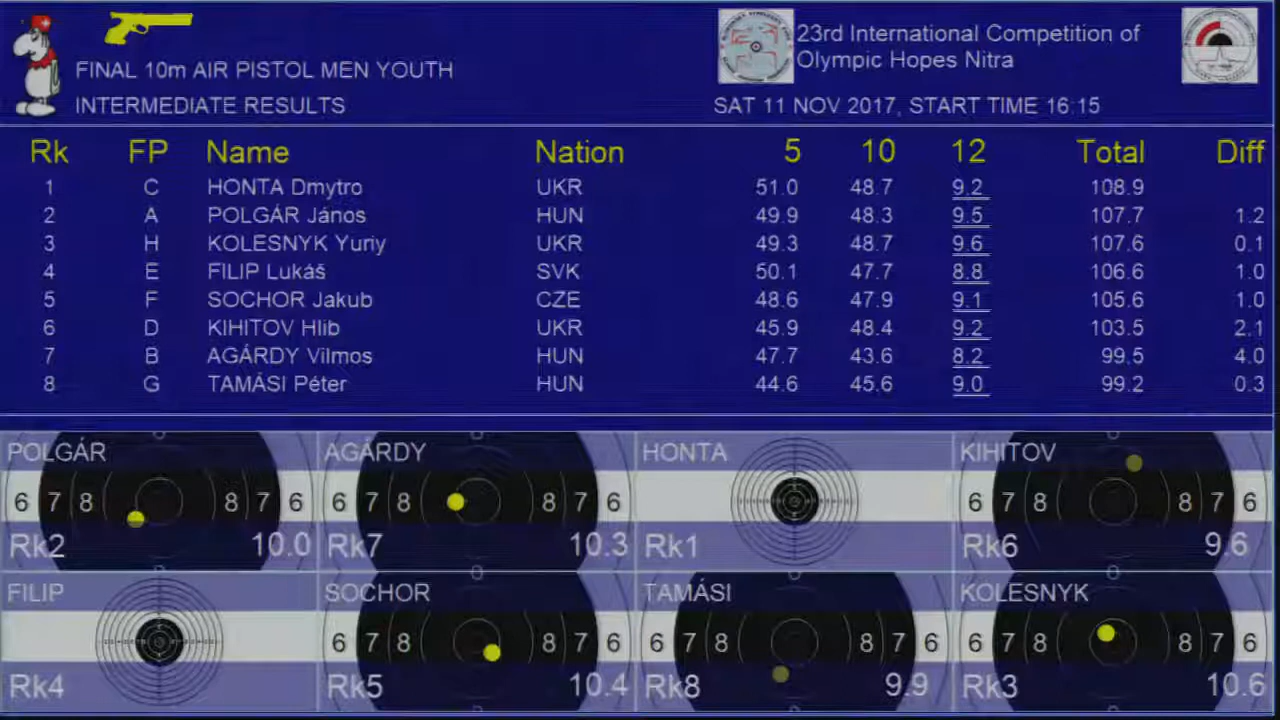 23rd International Competition of
Olympic Hopes Nitra
FINAL 10m AIR PISTOL MEN YOUTH
INTERMEDIATE RESULTS
SAT 11 NOV 2017, START TIME 16:15
Rk FP Name Nation 5 10 12 Total Diff
1 C HONTA Dmytro UKR 51.0 48.7 9.2 108.9
2 A POLGÁR János HUN 49.9 48.3 9.5 107.7 1.2
3 H KOLESNYK Yuriy UKR 49.3 48.7 9.6 107.6 0.1
4 E FILIP Lukáš SVK 50.1 47.7 8.8 106.6 1.0
5 F SOCHOR Jakub CZE 48.6 47.9 9.1 105.6 1.0
6 D KIHITOV Hlib UKR 45.9 48.4 9.2 103.5 2.1
7 B AGÁRDY Vilmos HUN 47.7 43.6 8.2 99.5 4.0
8 G TAMÁSI Péter HUN 44.6 45.6 9.0 99.2 0.3
POLGÁR AGÁRDY HONTA KIHITOV
6 7 8 8 7 6 6 7 8 8 7 6 6 7 8 8 7 6
Rk2 10.0 Rk7 10.3 Rk1 Rk6 9.6
FILIP SOCHOR TAMÁSI KOLESNYK
6 7 8 8 7 6 6 7 8 8 7 6 6 7 8 8 7 6
Rk4 Rk5 10.4 Rk8 9.9 Rk3 10.6